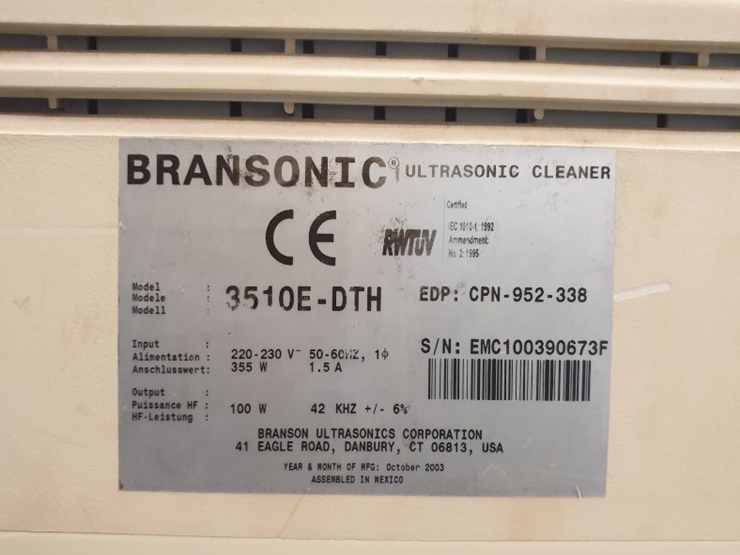 BRANSONIC® ULTRASONIC CLEANER
CE
RWTÜV
Certified
IEC 1010-1: 1992
Ammendment
No 2: 1995
Model :
Modele :
Modell :
3510E-DTH
EDP: CPN-952-338
Input :
Alimentation : 220-230 V~ 50-60HZ, 1ϕ
Anschlusswert: 355 W 1.5 A
S/N: EMC100390673F
Output :
Puissance HF : 100 W 42 KHZ +/- 6%
HF-Leistung :
BRANSON ULTRASONICS CORPORATION
41 EAGLE ROAD, DANBURY, CT 06813, USA
YEAR & MONTH OF MFG: October 2003
ASSEMBLED IN MEXICO